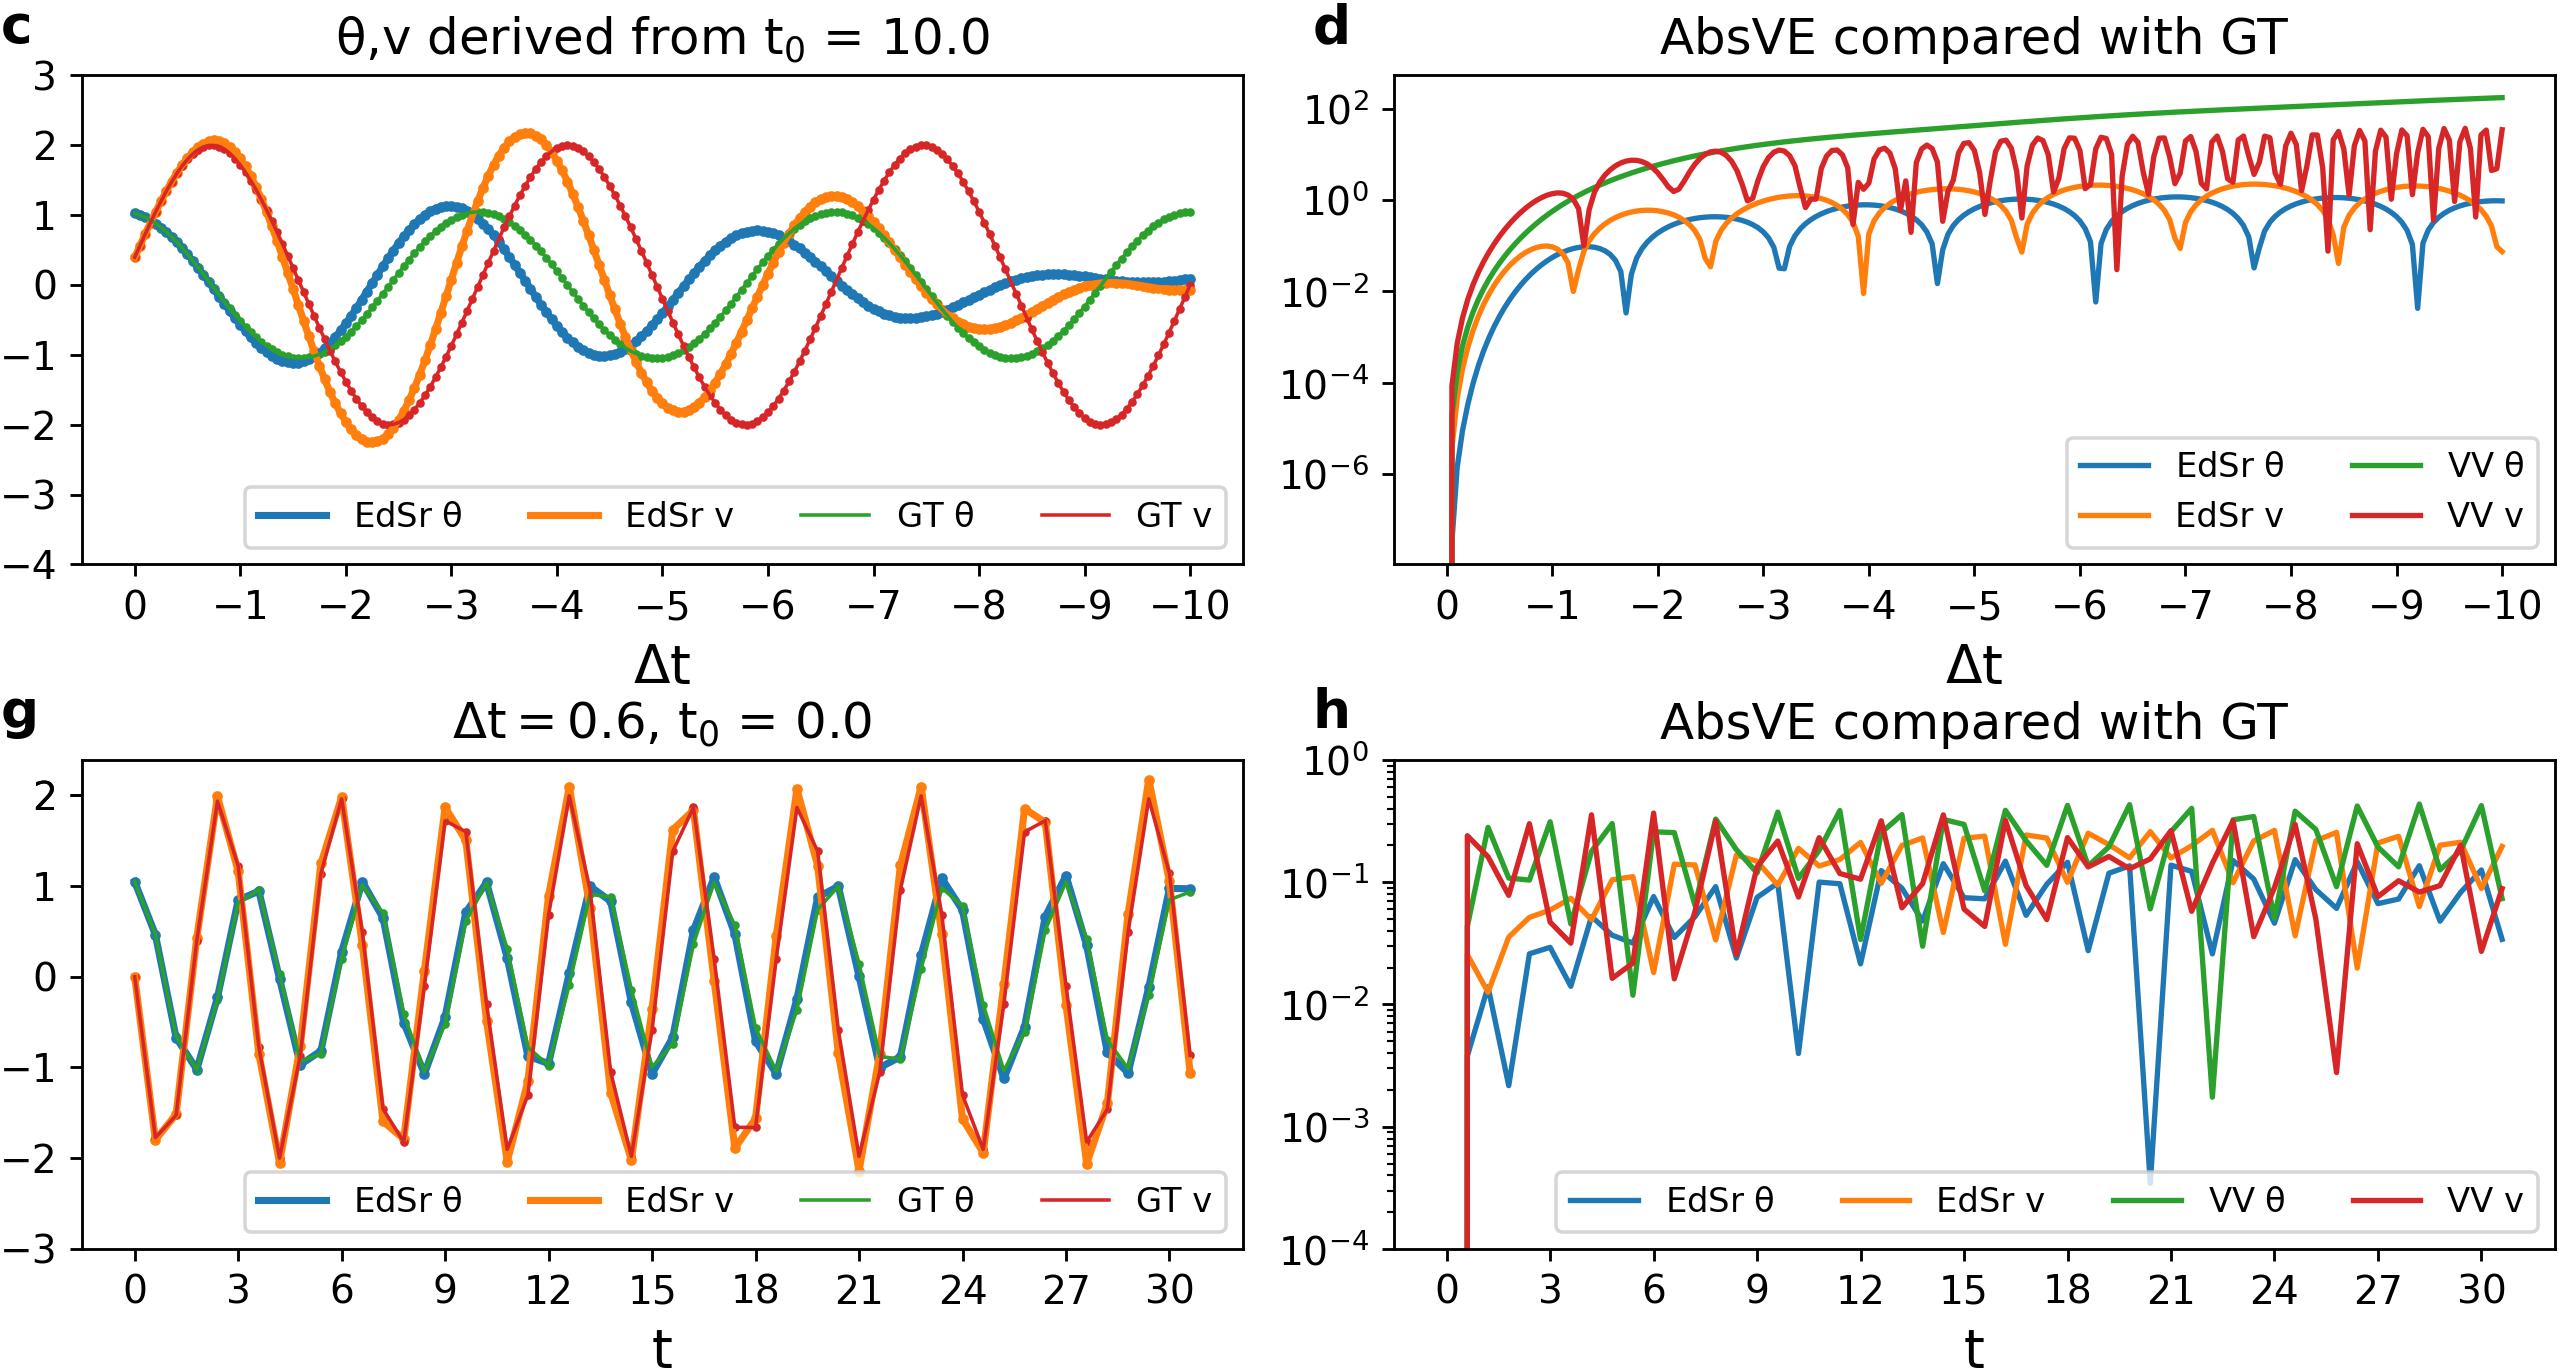 c
θ,v derived from t₀ = 10.0
3
2
1
0
−1
−2
−3
−4
0 −1 −2 −3 −4 −5 −6 −7 −8 −9 −10
Δt
EdSr θ EdSr v GT θ GT v
d
AbsVE compared with GT
10²
10⁰
10⁻²
10⁻⁴
10⁻⁶
0 −1 −2 −3 −4 −5 −6 −7 −8 −9 −10
Δt
EdSr θ VV θ
EdSr v VV v
g
Δt = 0.6, t₀ = 0.0
2
1
0
−1
−2
−3
0 3 6 9 12 15 18 21 24 27 30
t
EdSr θ EdSr v GT θ GT v
h
AbsVE compared with GT
10⁰
10⁻¹
10⁻²
10⁻³
10⁻⁴
0 3 6 9 12 15 18 21 24 27 30
t
EdSr θ EdSr v VV θ VV v